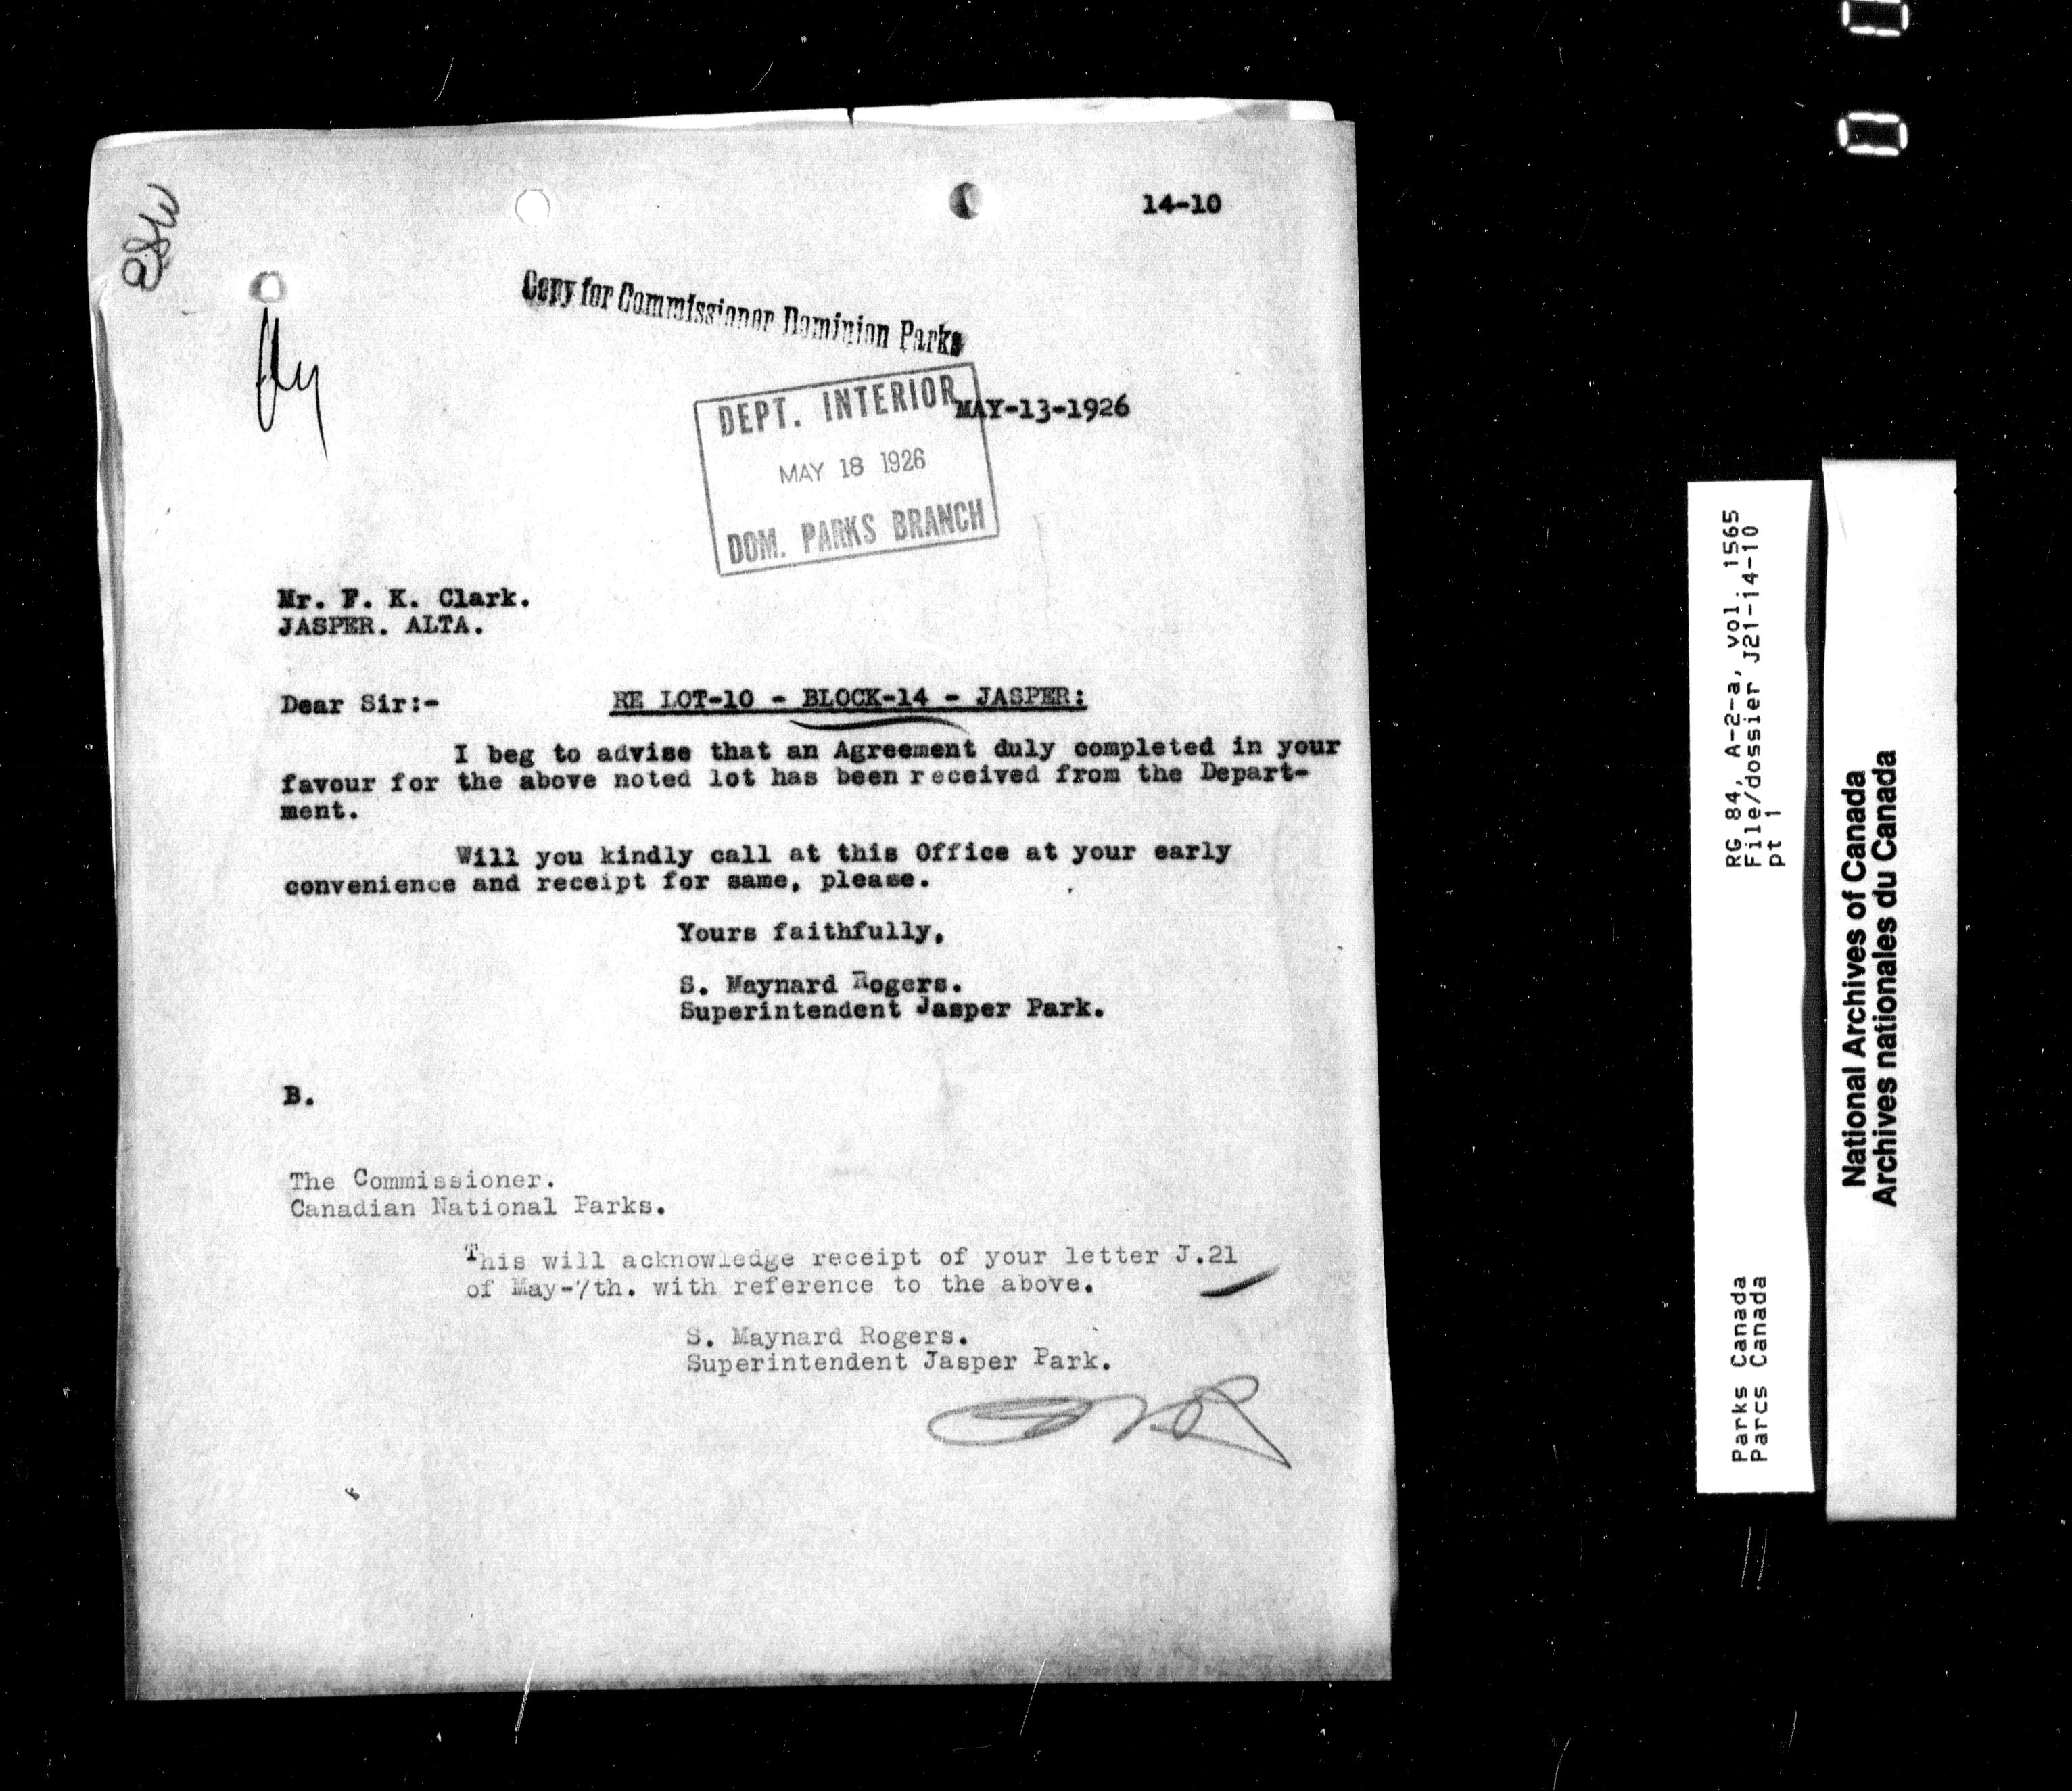 14-10
Copy for Commissioner Dominion Parks
DEPT. INTERIOR
MAY 18 1926
DOM. PARKS BRANCH
MAY-13-1926
Mr. F. K. Clark.
JASPER. ALTA.
Dear Sir:- RE LOT-10 - BLOCK-14 - JASPER:
I beg to advise that an Agreement duly completed in your
favour for the above noted lot has been received from the Depart-
ment.
Will you kindly call at this Office at your early
convenience and receipt for same, please.
Yours faithfully,
S. Maynard Rogers.
Superintendent Jasper Park.
B.
The Commissioner.
Canadian National Parks.
This will acknowledge receipt of your letter J.21
of May-7th. with reference to the above.
S. Maynard Rogers.
Superintendent Jasper Park.
RG 84, A-2-a, vol. 1565
File/dossier J21-14-10
pt 1
Parks Canada
Parcs Canada
National Archives of Canada
Archives nationales du Canada